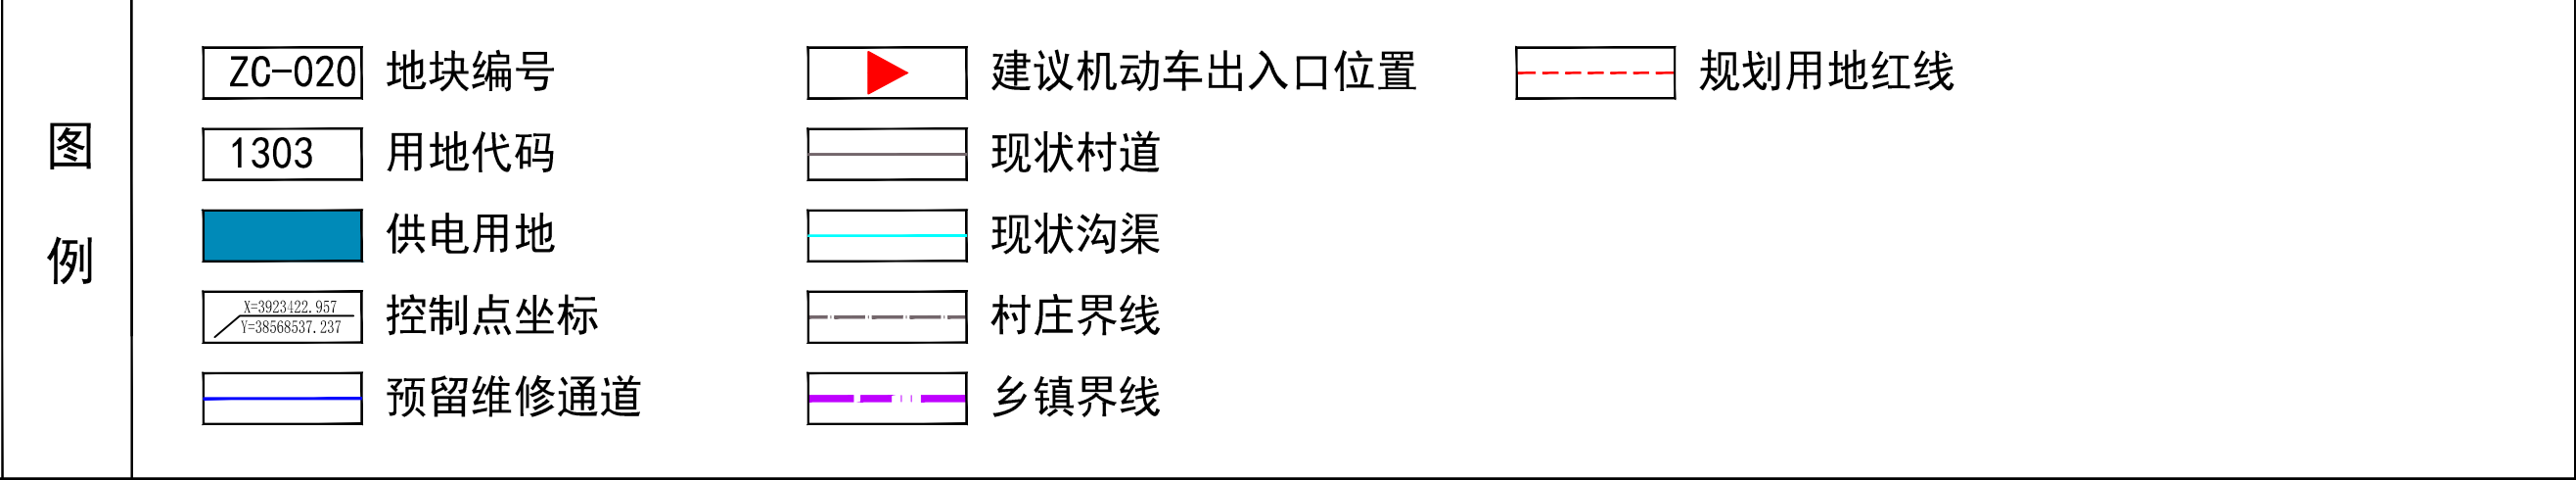 图例
ZC-020 地块编号
1303 用地代码
供电用地
X=3923422.957
Y=38568537.237
控制点坐标
预留维修通道
建议机动车出入口位置
现状村道
现状沟渠
村庄界线
乡镇界线
规划用地红线